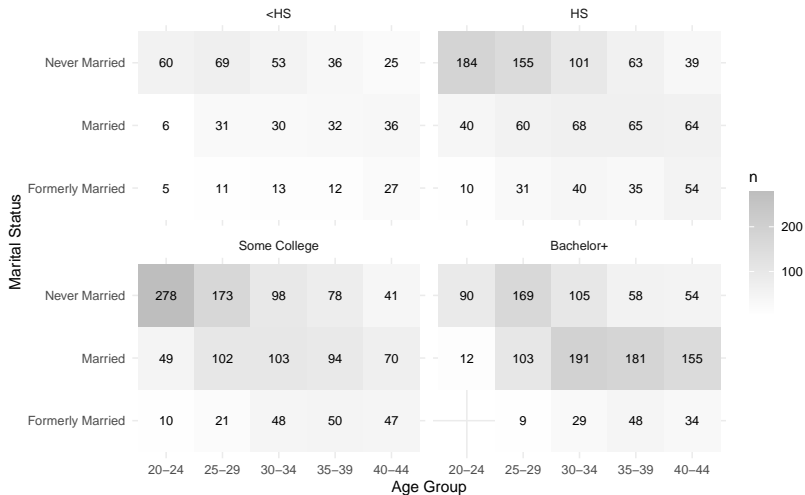 <HS HS
Never Married 60 69 53 36 25 184 155 101 63 39
Married 6 31 30 32 36 40 60 68 65 64
Formerly Married 5 11 13 12 27 10 31 40 35 54
Some College Bachelor+
Never Married 278 173 98 78 41 90 169 105 58 54
Married 49 102 103 94 70 12 103 191 181 155
Formerly Married 10 21 48 50 47 9 29 48 34
20–24 25–29 30–34 35–39 40–44 20–24 25–29 30–34 35–39 40–44
Age Group
Marital Status
n
200
100